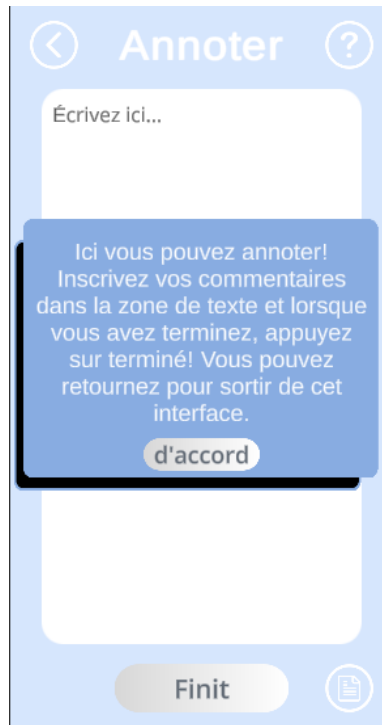 Annoter ?
Écrivez ici...
Ici vous pouvez annoter!
Inscrivez vos commentaires
dans la zone de texte et lorsque
vous avez terminez, appuyez
sur terminé! Vous pouvez
retournez pour sortir de cet
interface.
d'accord
Finit